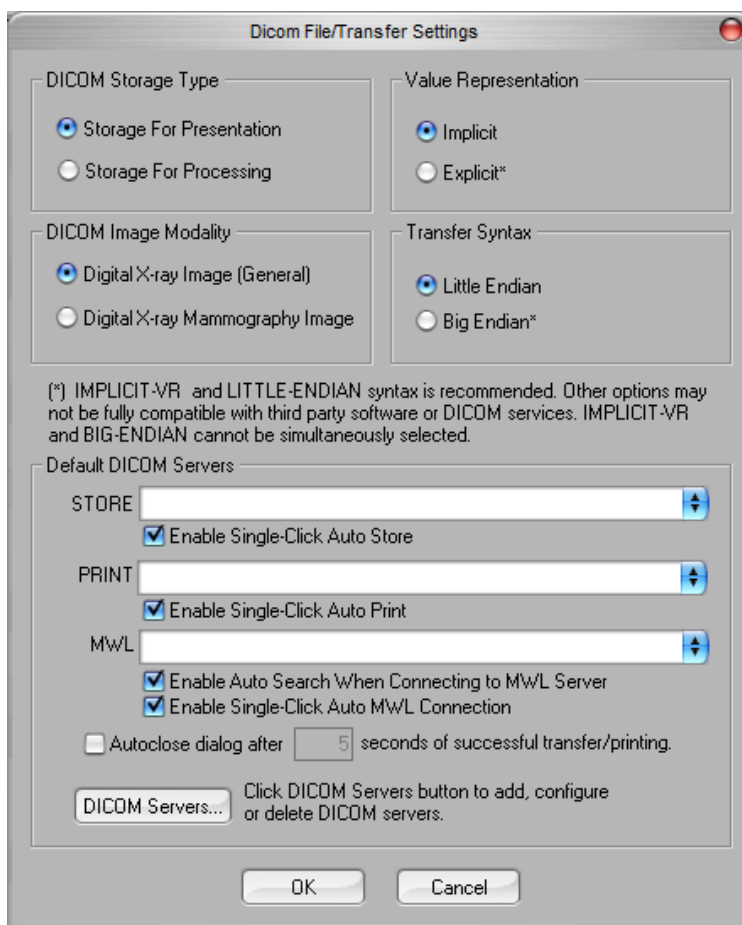 Dicom File/Transfer Settings
DICOM Storage Type
Storage For Presentation
Storage For Processing
Value Representation
Implicit
Explicit*
DICOM Image Modality
Digital X-ray Image (General)
Digital X-ray Mammography Image
Transfer Syntax
Little Endian
Big Endian*
(*) IMPLICIT-VR and LITTLE-ENDIAN syntax is recommended. Other options may
not be fully compatible with third party software or DICOM services. IMPLICIT-VR
and BIG-ENDIAN cannot be simultaneously selected.
Default DICOM Servers
STORE
Enable Single-Click Auto Store
PRINT
Enable Single-Click Auto Print
MWL
Enable Auto Search When Connecting to MWL Server
Enable Single-Click Auto MWL Connection
Autoclose dialog after 5 seconds of successful transfer/printing.
DICOM Servers...
Click DICOM Servers button to add, configure
or delete DICOM servers.
OK
Cancel